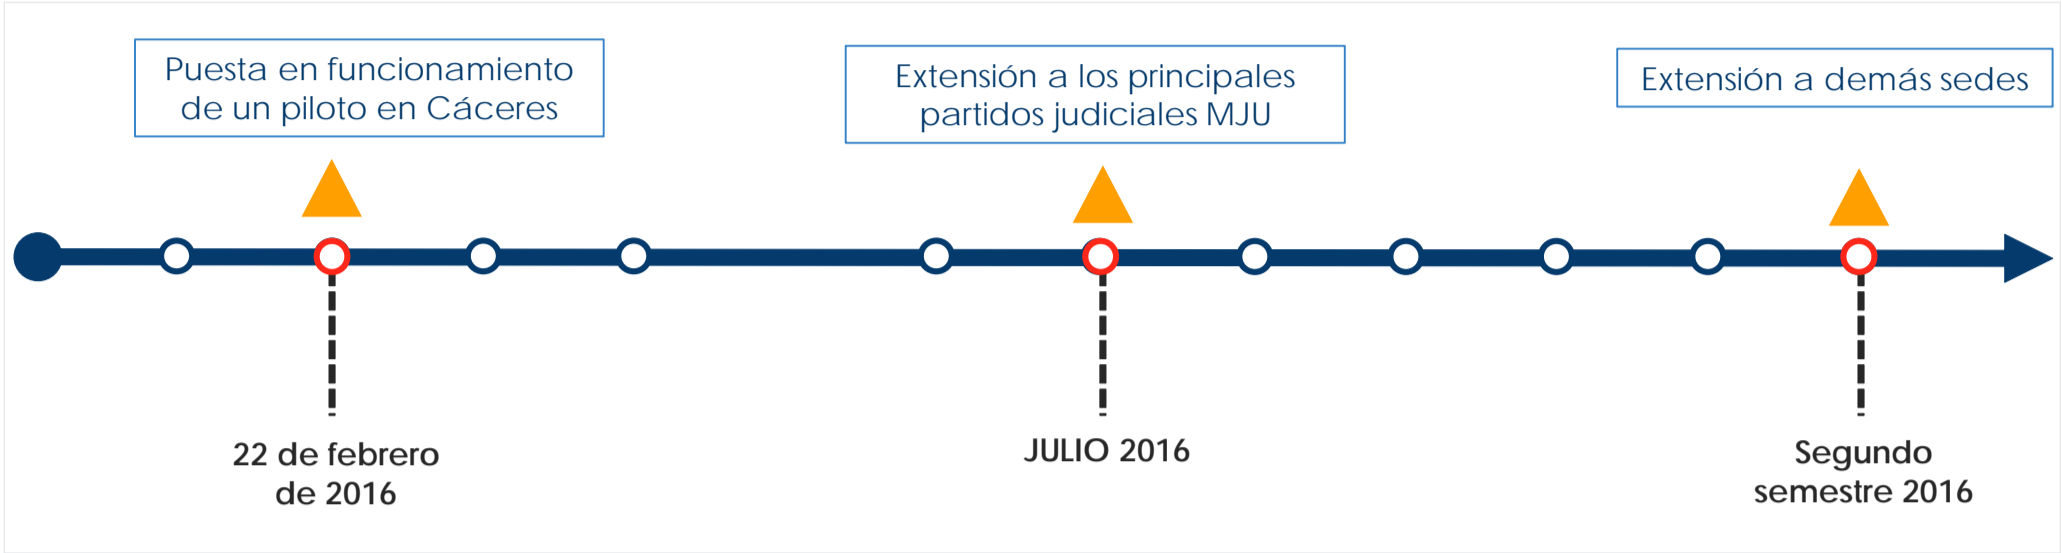 Puesta en funcionamiento
de un piloto en Cáceres
Extensión a los principales
partidos judiciales MJU
Extensión a demás sedes
22 de febrero
de 2016
JULIO 2016
Segundo
semestre 2016